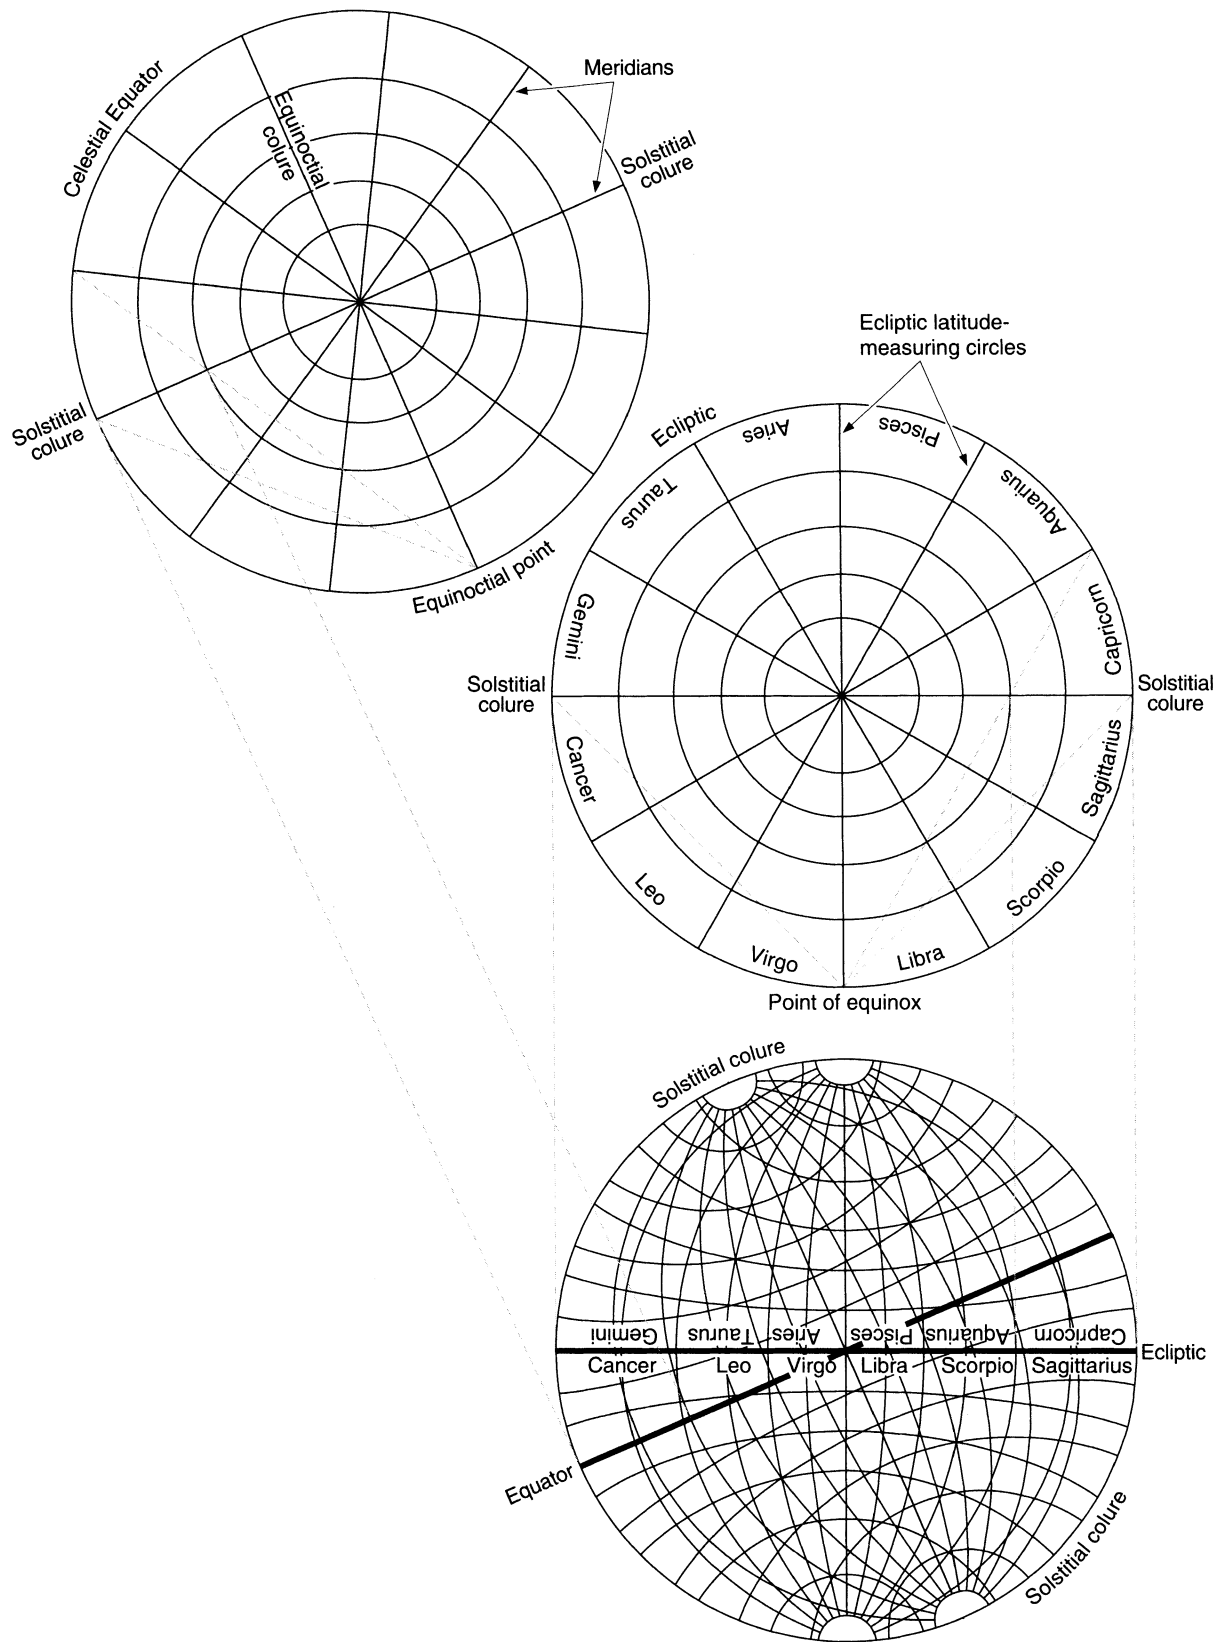 Meridians
Celestial Equator
Equinoctial
colure
Solstitial
colure
Solstitial
colure
Equinoctial point
Ecliptic latitude-
measuring circles
Ecliptic
Aries
Pisces
Taurus
Aquarius
Gemini
Capricorn
Solstitial
colure
Solstitial
colure
Cancer
Sagittarius
Leo
Scorpio
Virgo
Libra
Point of equinox
Solstitial colure
Gemini Taurus Aries Pisces Aquarius Capricorn
Ecliptic
Cancer Leo Virgo Libra Scorpio Sagittarius
Equator
Solstitial colure